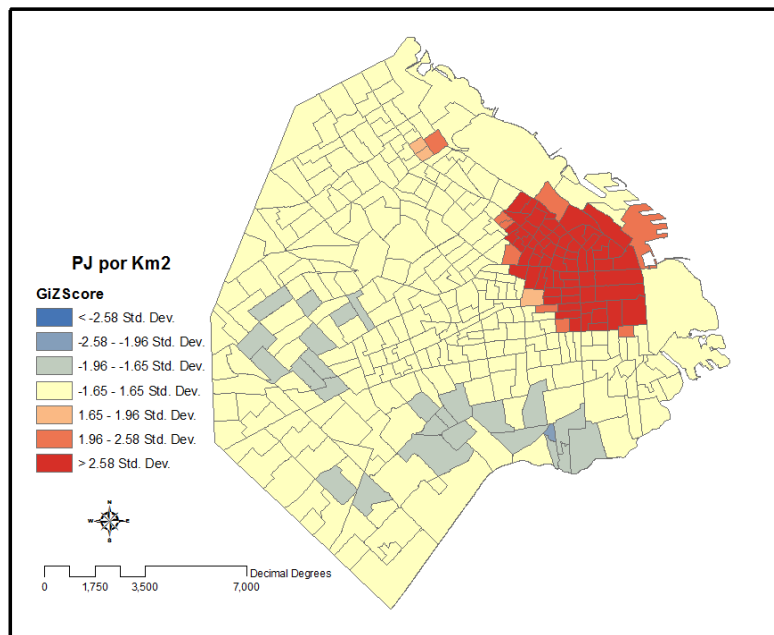 PJ por Km2
GiZScore
< -2.58 Std. Dev.
-2.58 - -1.96 Std. Dev.
-1.96 - -1.65 Std. Dev.
-1.65 - 1.65 Std. Dev.
1.65 - 1.96 Std. Dev.
1.96 - 2.58 Std. Dev.
> 2.58 Std. Dev.
N
W E
S
Decimal Degrees
0 1,750 3,500 7,000